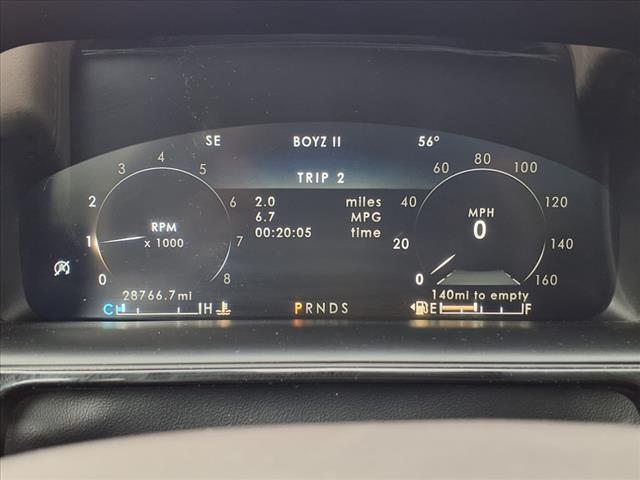 SE BOYZ II 56°
TRIP 2
2.0 miles
6.7 MPG
00:20:05 time
0 1 2 3 4 5 6 7 8
RPM
x 1000
0 20 40 60 80 100 120 140 160
MPH
0
28766.7mi
140mi to empty
C H
PRNDS
E F